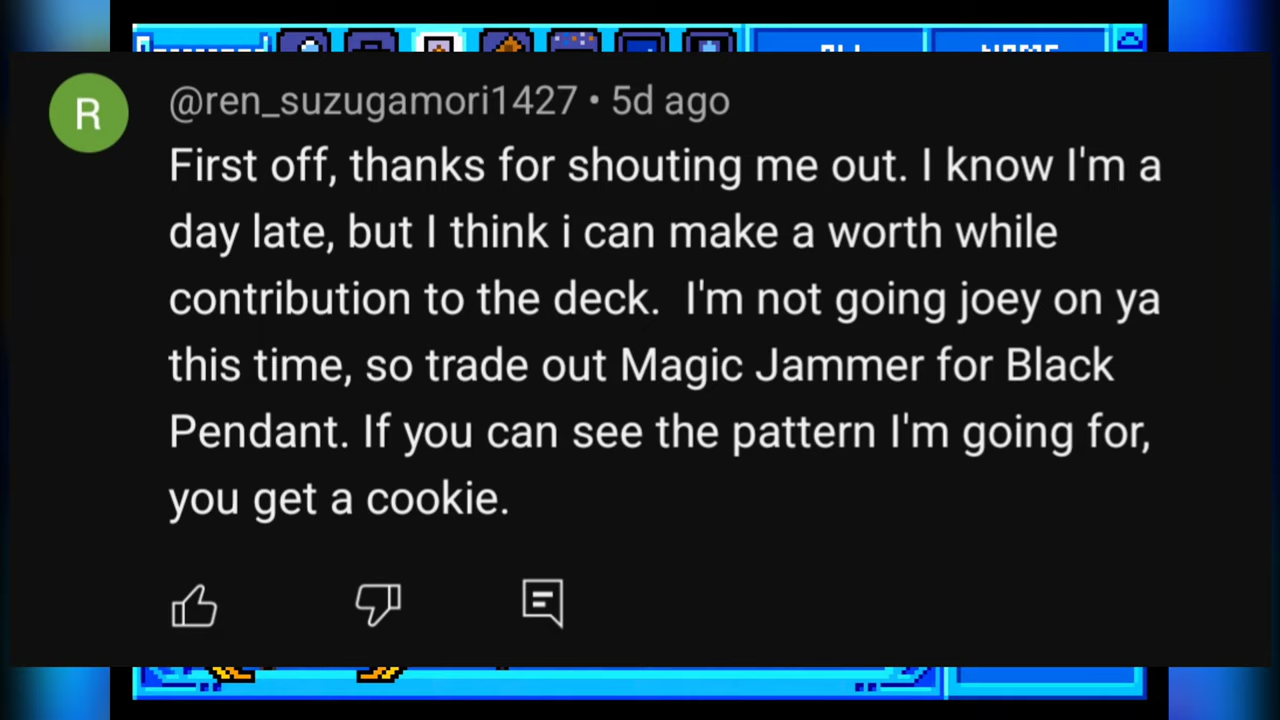 R
@ren_suzugamori1427 • 5d ago
First off, thanks for shouting me out. I know I'm a
day late, but I think i can make a worth while
contribution to the deck.  I'm not going joey on ya
this time, so trade out Magic Jammer for Black
Pendant. If you can see the pattern I'm going for,
you get a cookie.